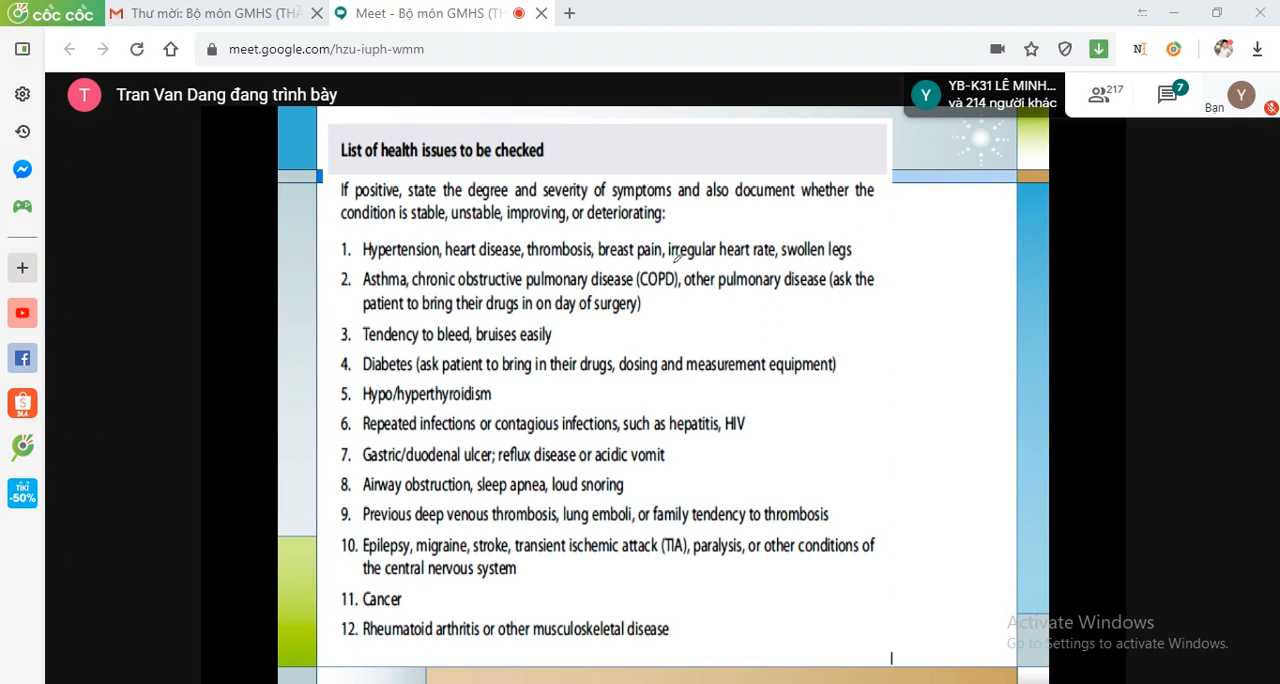 cốc cốc
Thư mời: Bộ môn GMHS (TH
Meet - Bộ môn GMHS (TH
meet.google.com/hzu-iuph-wmm
T
Tran Van Dang đang trình bày
Y
YB-K31 LÊ MINH...
và 214 người khác
217
7
Bạn
Y
List of health issues to be checked
If positive, state the degree and severity of symptoms and also document whether the
condition is stable, unstable, improving, or deteriorating:
1. Hypertension, heart disease, thrombosis, breast pain, irregular heart rate, swollen legs
2. Asthma, chronic obstructive pulmonary disease (COPD), other pulmonary disease (ask the
patient to bring their drugs in on day of surgery)
3. Tendency to bleed, bruises easily
4. Diabetes (ask patient to bring in their drugs, dosing and measurement equipment)
5. Hypo/hyperthyroidism
6. Repeated infections or contagious infections, such as hepatitis, HIV
7. Gastric/duodenal ulcer; reflux disease or acidic vomit
8. Airway obstruction, sleep apnea, loud snoring
9. Previous deep venous thrombosis, lung emboli, or family tendency to thrombosis
10. Epilepsy, migraine, stroke, transient ischemic attack (TIA), paralysis, or other conditions of
the central nervous system
11. Cancer
12. Rheumatoid arthritis or other musculoskeletal disease
TIKI
-50%
Activate Windows
Go to Settings to activate Windows.